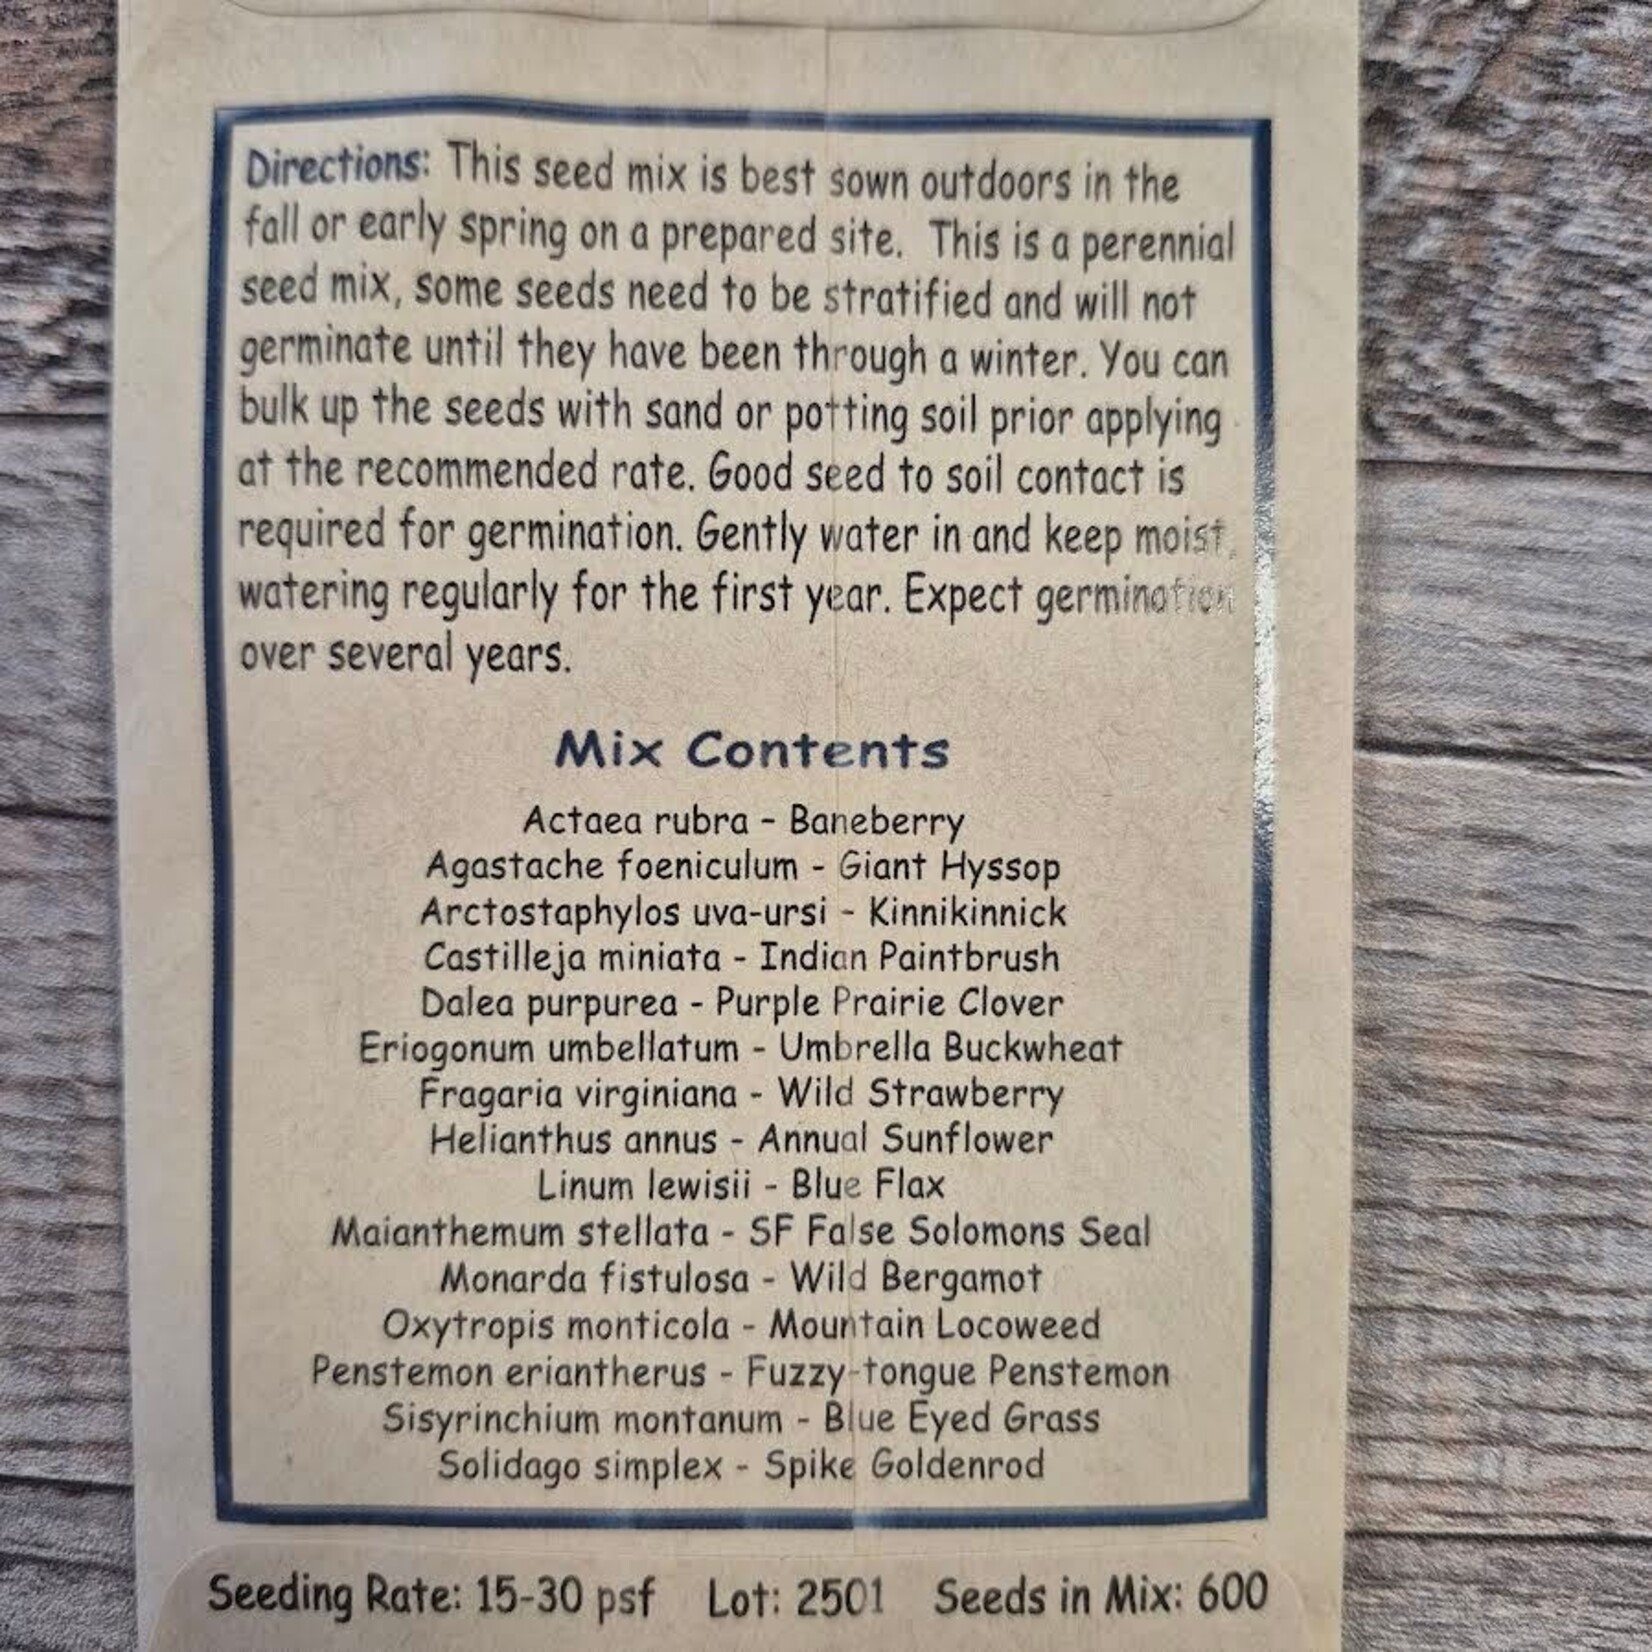 Directions: This seed mix is best sown outdoors in the
fall or early spring on a prepared site. This is a perennial
seed mix, some seeds need to be stratified and will not
germinate until they have been through a winter. You can
bulk up the seeds with sand or potting soil prior applying
at the recommended rate. Good seed to soil contact is
required for germination. Gently water in and keep moist,
watering regularly for the first year. Expect germination
over several years.
Mix Contents
Actaea rubra - Baneberry
Agastache foeniculum - Giant Hyssop
Arctostaphylos uva-ursi - Kinnikinnick
Castilleja miniata - Indian Paintbrush
Dalea purpurea - Purple Prairie Clover
Eriogonum umbellatum - Umbrella Buckwheat
Fragaria virginiana - Wild Strawberry
Helianthus annus - Annual Sunflower
Linum lewisii - Blue Flax
Maianthemum stellata - SF False Solomons Seal
Monarda fistulosa - Wild Bergamot
Oxytropis monticola - Mountain Locoweed
Penstemon eriantherus - Fuzzy-tongue Penstemon
Sisyrinchium montanum - Blue Eyed Grass
Solidago simplex - Spike Goldenrod
Seeding Rate: 15-30 psf Lot: 2501 Seeds in Mix: 600